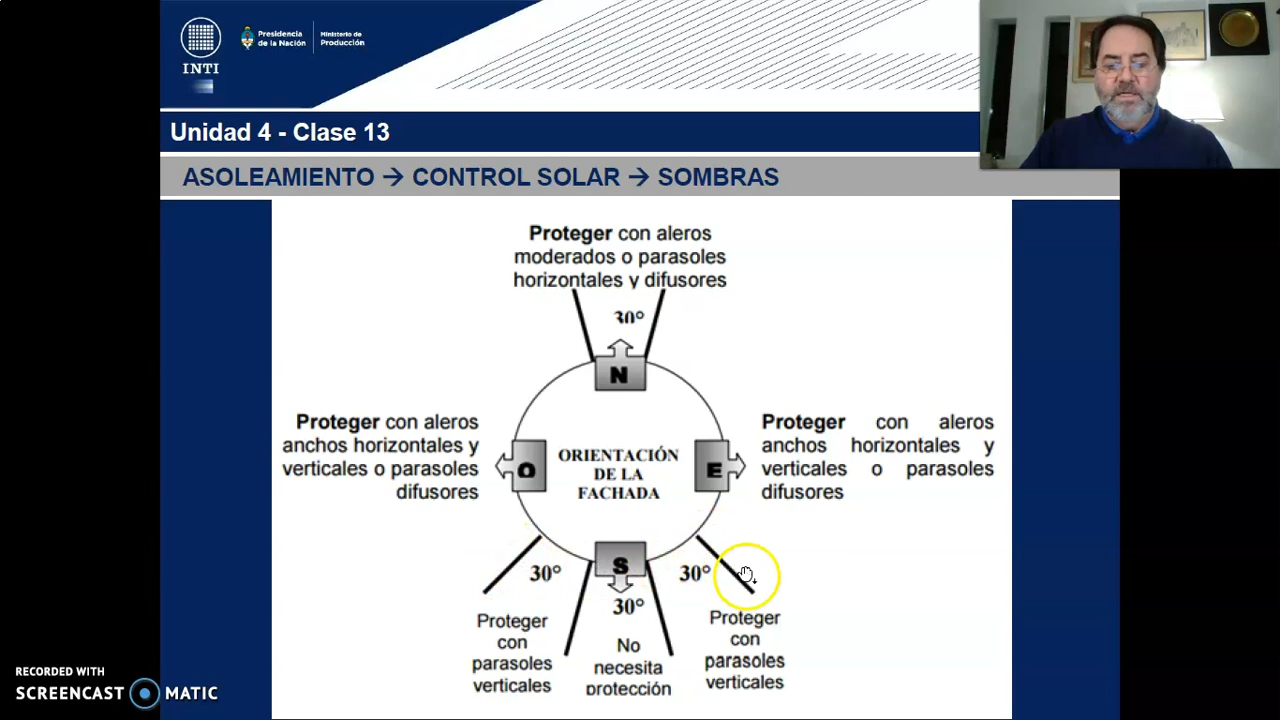 INTI
Presidencia
de la Nación
Ministerio de
Producción
Unidad 4 - Clase 13
ASOLEAMIENTO → CONTROL SOLAR → SOMBRAS
Proteger con aleros
moderados o parasoles
horizontales y difusores
30°
N
Proteger con aleros
anchos horizontales y
verticales o parasoles
difusores
O
ORIENTACIÓN
DE LA
FACHADA
E
Proteger con aleros
anchos horizontales y
verticales o parasoles
difusores
S
30°
30°
30°
Proteger
con
parasoles
verticales
No
necesita
protección
Proteger
con
parasoles
verticales
RECORDED WITH
SCREENCAST MATIC